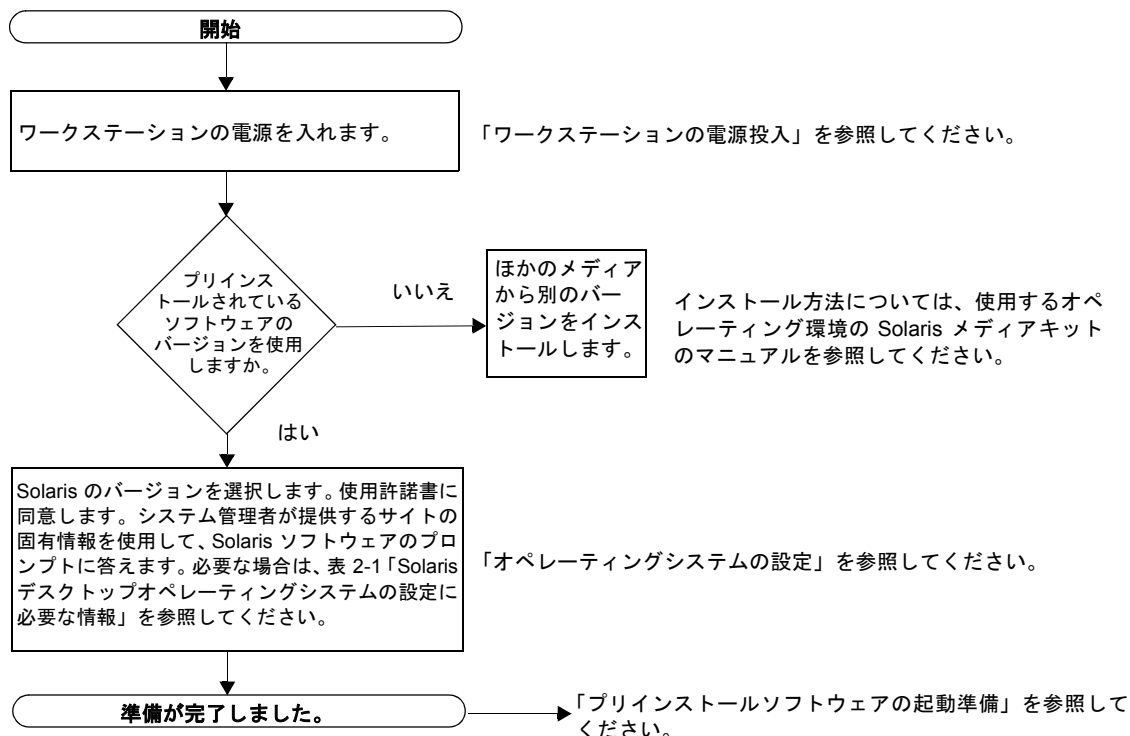 開始
ワークステーションの電源を入れます。
「ワークステーションの電源投入」を参照してください。
プリインス
トールされている
ソフトウェアの
バージョンを使用
しますか。
いいえ
ほかのメディア
から別のバー
ジョンをインス
トールします。
インストール方法については、使用するオペ
レーティング環境の Solaris メディアキット
のマニュアルを参照してください。
はい
Solaris のバージョンを選択します。使用許諾書に
同意します。システム管理者が提供するサイトの
固有情報を使用して、Solaris ソフトウェアのプロ
ンプトに答えます。必要な場合は、表 2-1「Solaris
デスクトップオペレーティングシステムの設定に
必要な情報」を参照してください。
「オペレーティングシステムの設定」を参照してください。
準備が完了しました。
「プリインストールソフトウェアの起動準備」を参照して
ください。